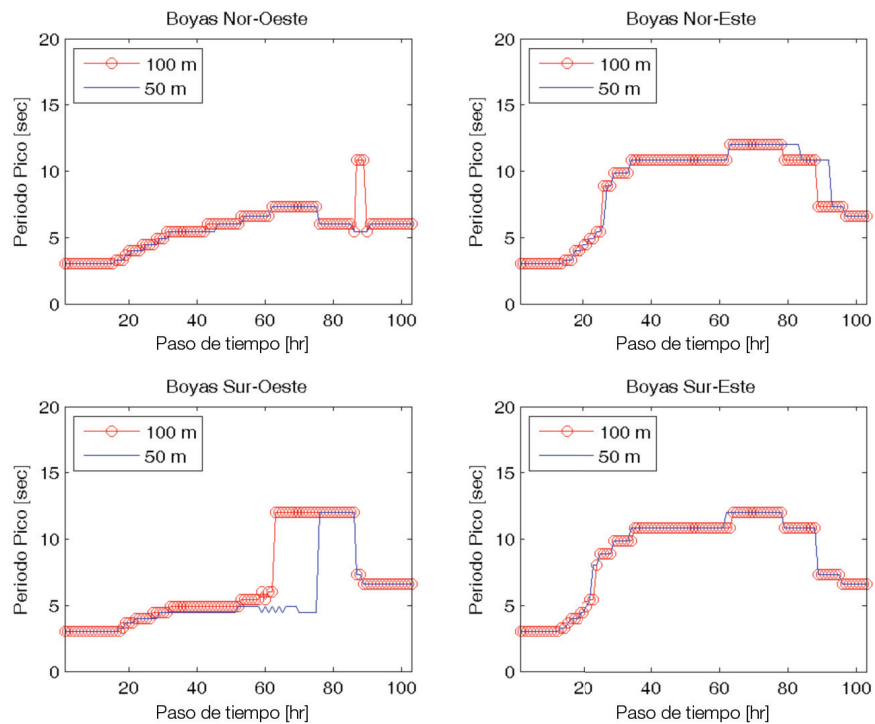 Boyas Nor-Oeste
20
15
10
5
0
100 m
50 m
Periodo Pico [sec]
20 40 60 80 100
Paso de tiempo [hr]
Boyas Nor-Este
20
15
10
5
0
100 m
50 m
Periodo Pico [sec]
20 40 60 80 100
Paso de tiempo [hr]
Boyas Sur-Oeste
20
15
10
5
0
100 m
50 m
Periodo Pico [sec]
20 40 60 80 100
Paso de tiempo [hr]
Boyas Sur-Este
20
15
10
5
0
100 m
50 m
Periodo Pico [sec]
20 40 60 80 100
Paso de tiempo [hr]